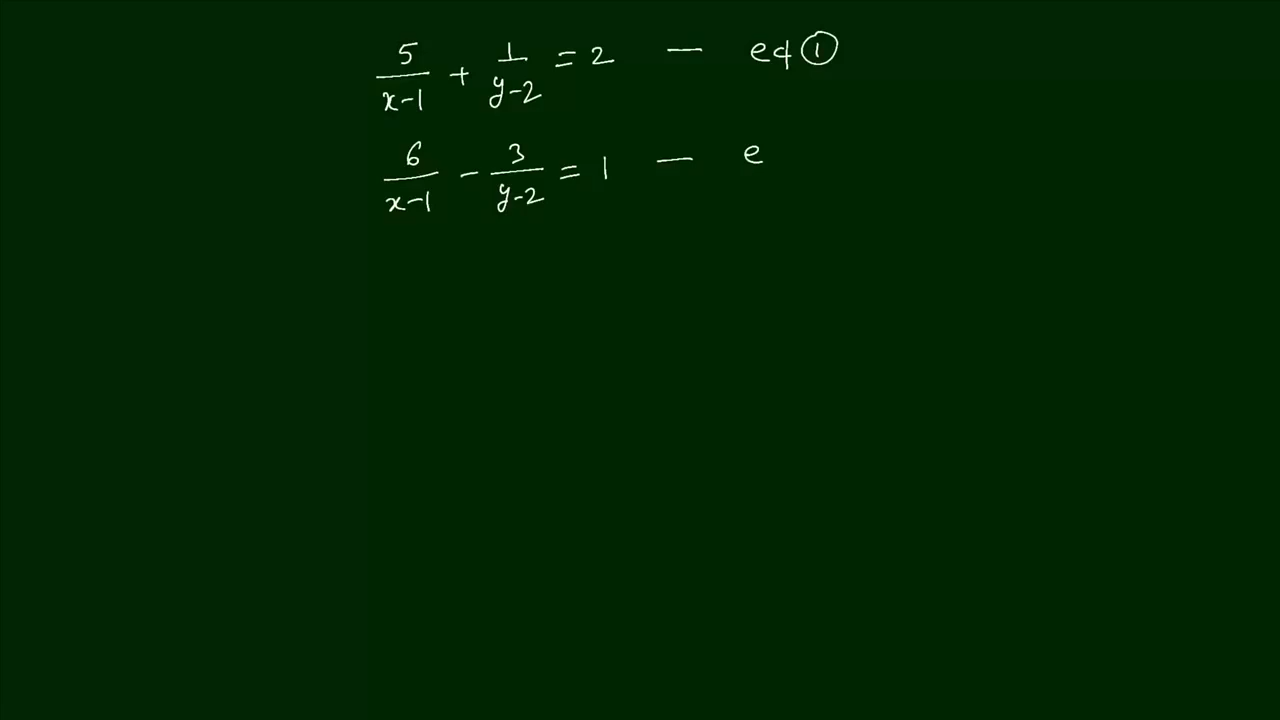 5/(x-1) + 1/(y-2) = 2 — eq ①
6/(x-1) - 3/(y-2) = 1 — e